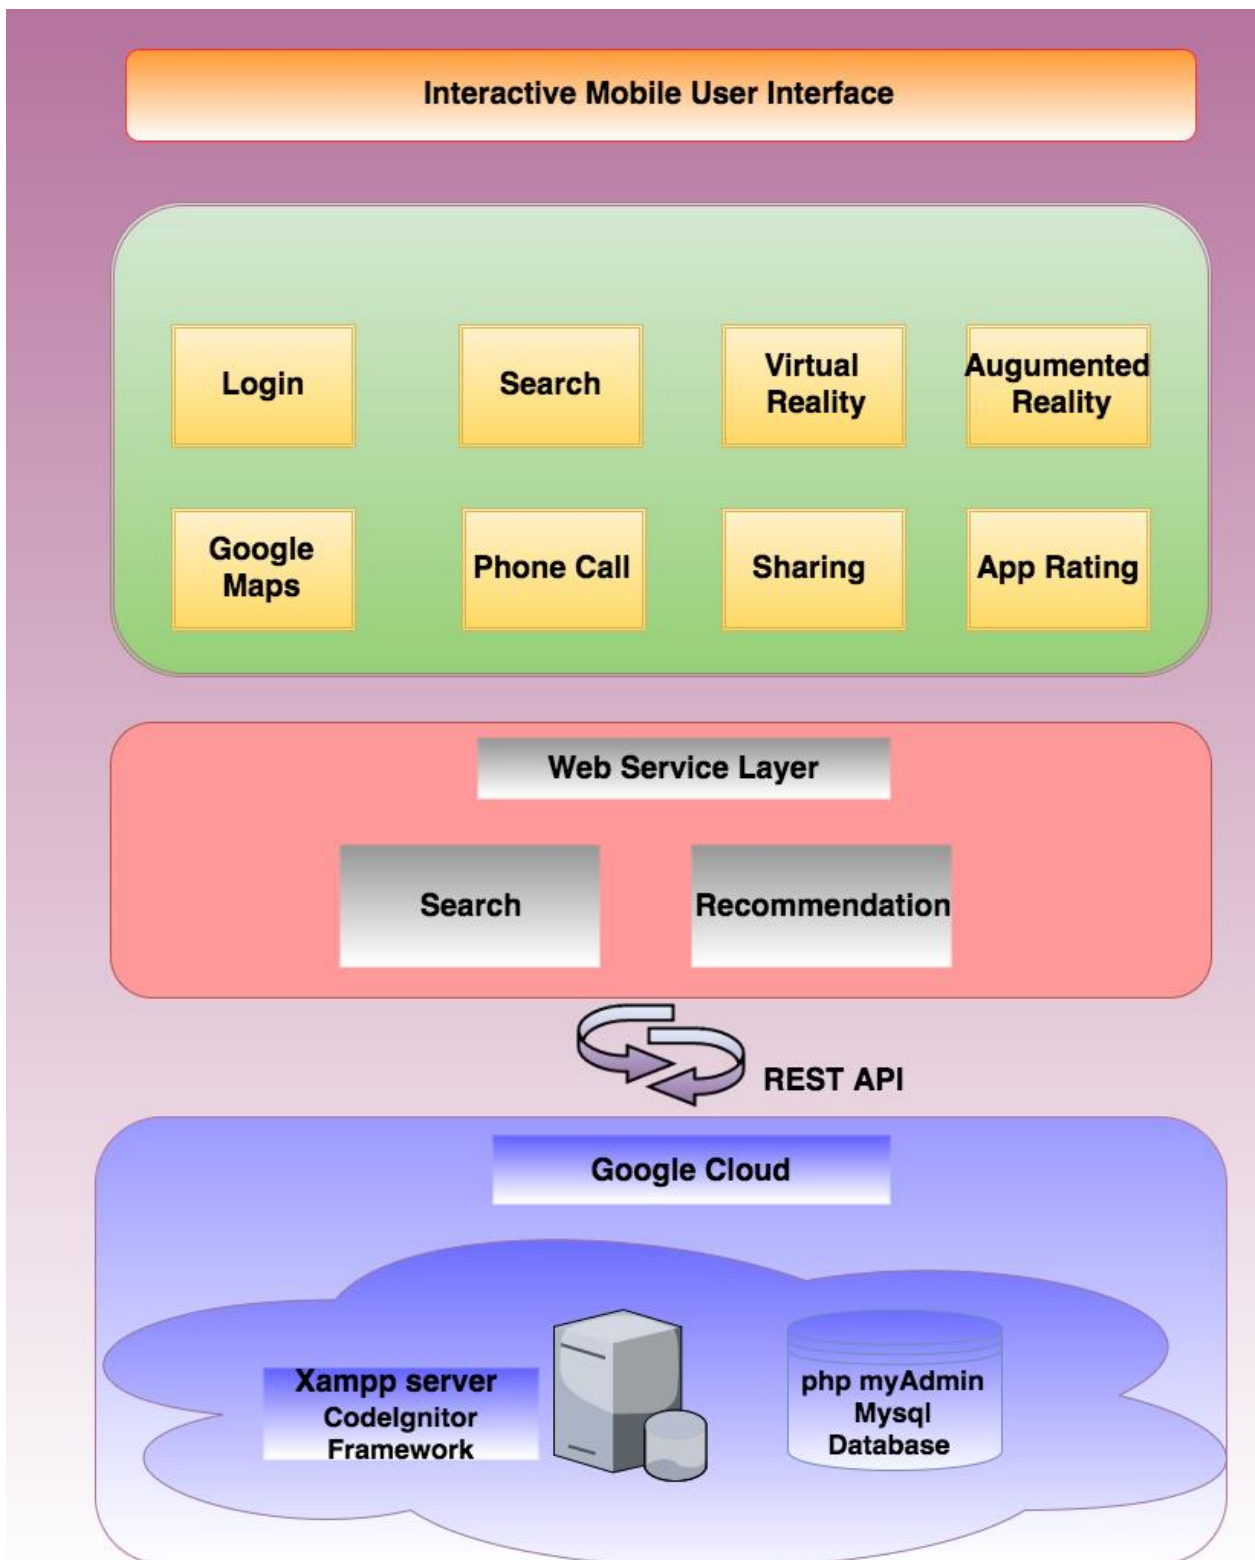 Interactive Mobile User Interface
Login
Search
Virtual
Reality
Augumented
Reality
Google
Maps
Phone Call
Sharing
App Rating
Web Service Layer
Search
Recommendation
REST API
Google Cloud
Xampp server
CodeIgnitor
Framework
php myAdmin
Mysql
Database